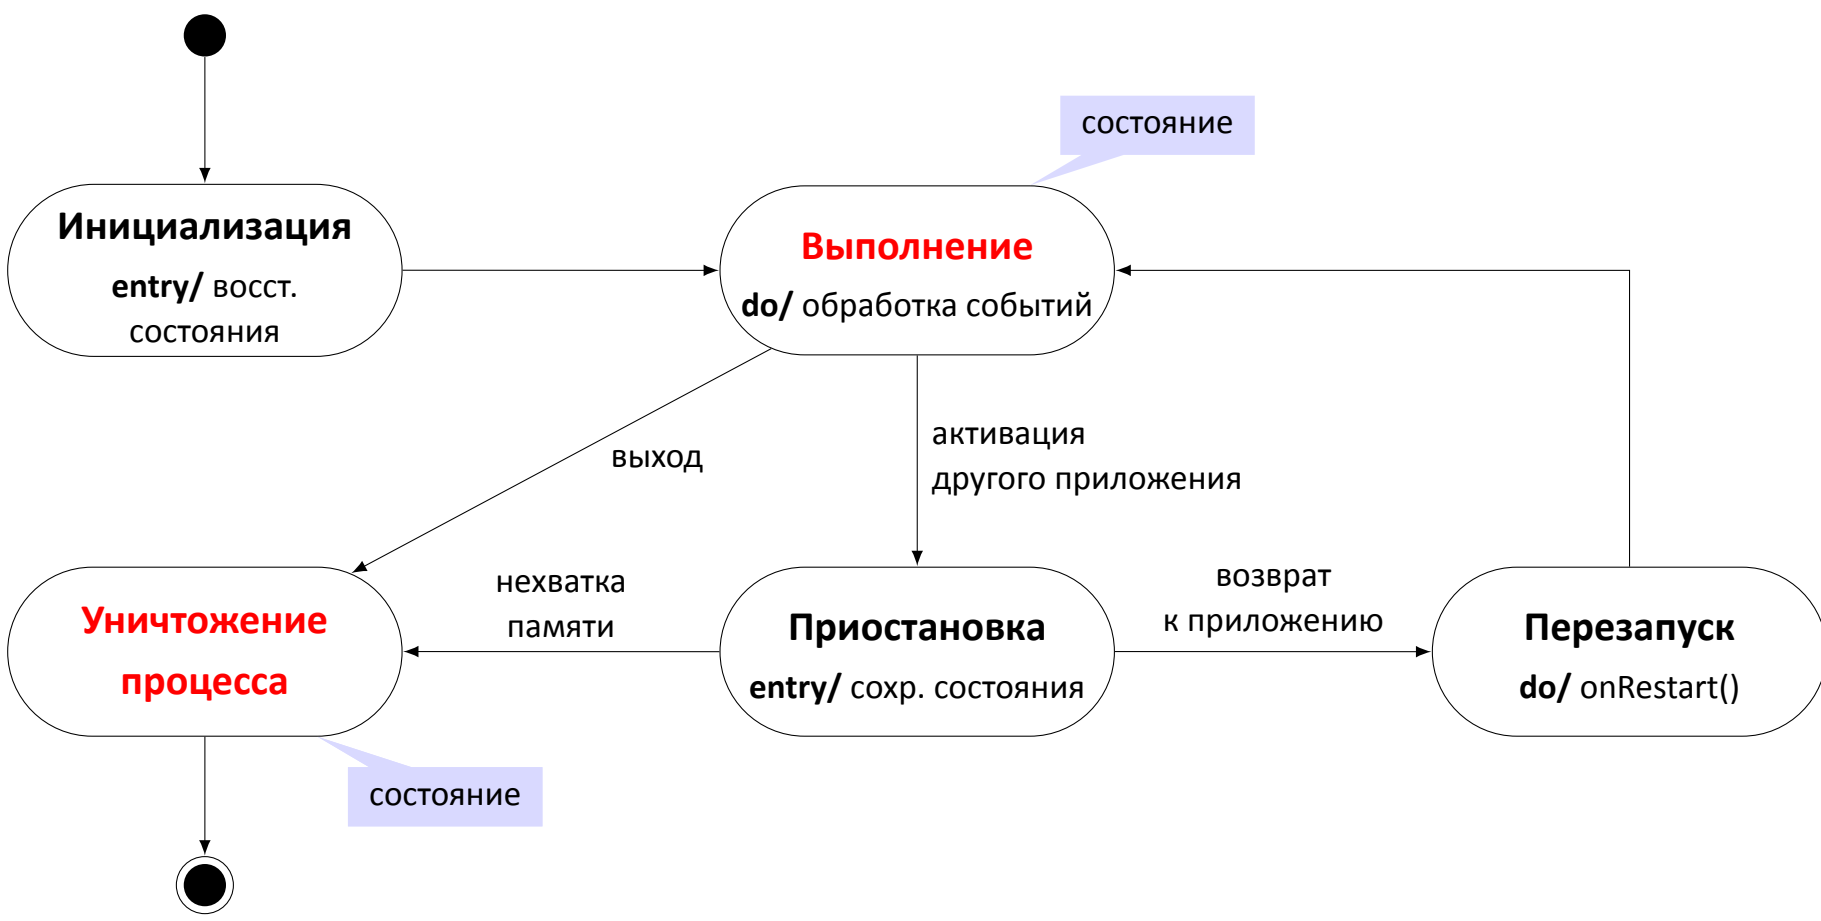 состояние
Инициализация
entry/ восст.
состояния
Выполнение
do/ обработка событий
выход
активация
другого приложения
Уничтожение
процесса
нехватка
памяти
Приостановка
entry/ сохр. состояния
возврат
к приложению
Перезапуск
do/ onRestart()
состояние